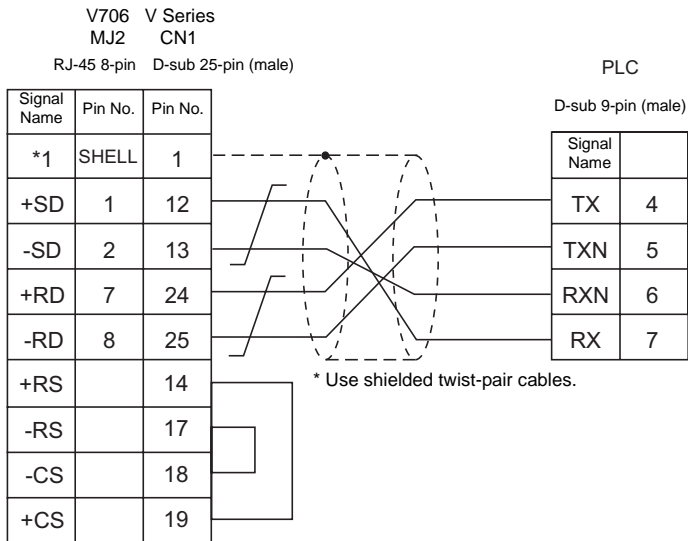 V706 V Series
MJ2 CN1
RJ-45 8-pin D-sub 25-pin (male)
PLC
D-sub 9-pin (male)
Signal Name Pin No. Pin No.
*1 SHELL 1
+SD 1 12
-SD 2 13
+RD 7 24
-RD 8 25
+RS 14
-RS 17
-CS 18
+CS 19
Signal Name
TX 4
TXN 5
RXN 6
RX 7
* Use shielded twist-pair cables.